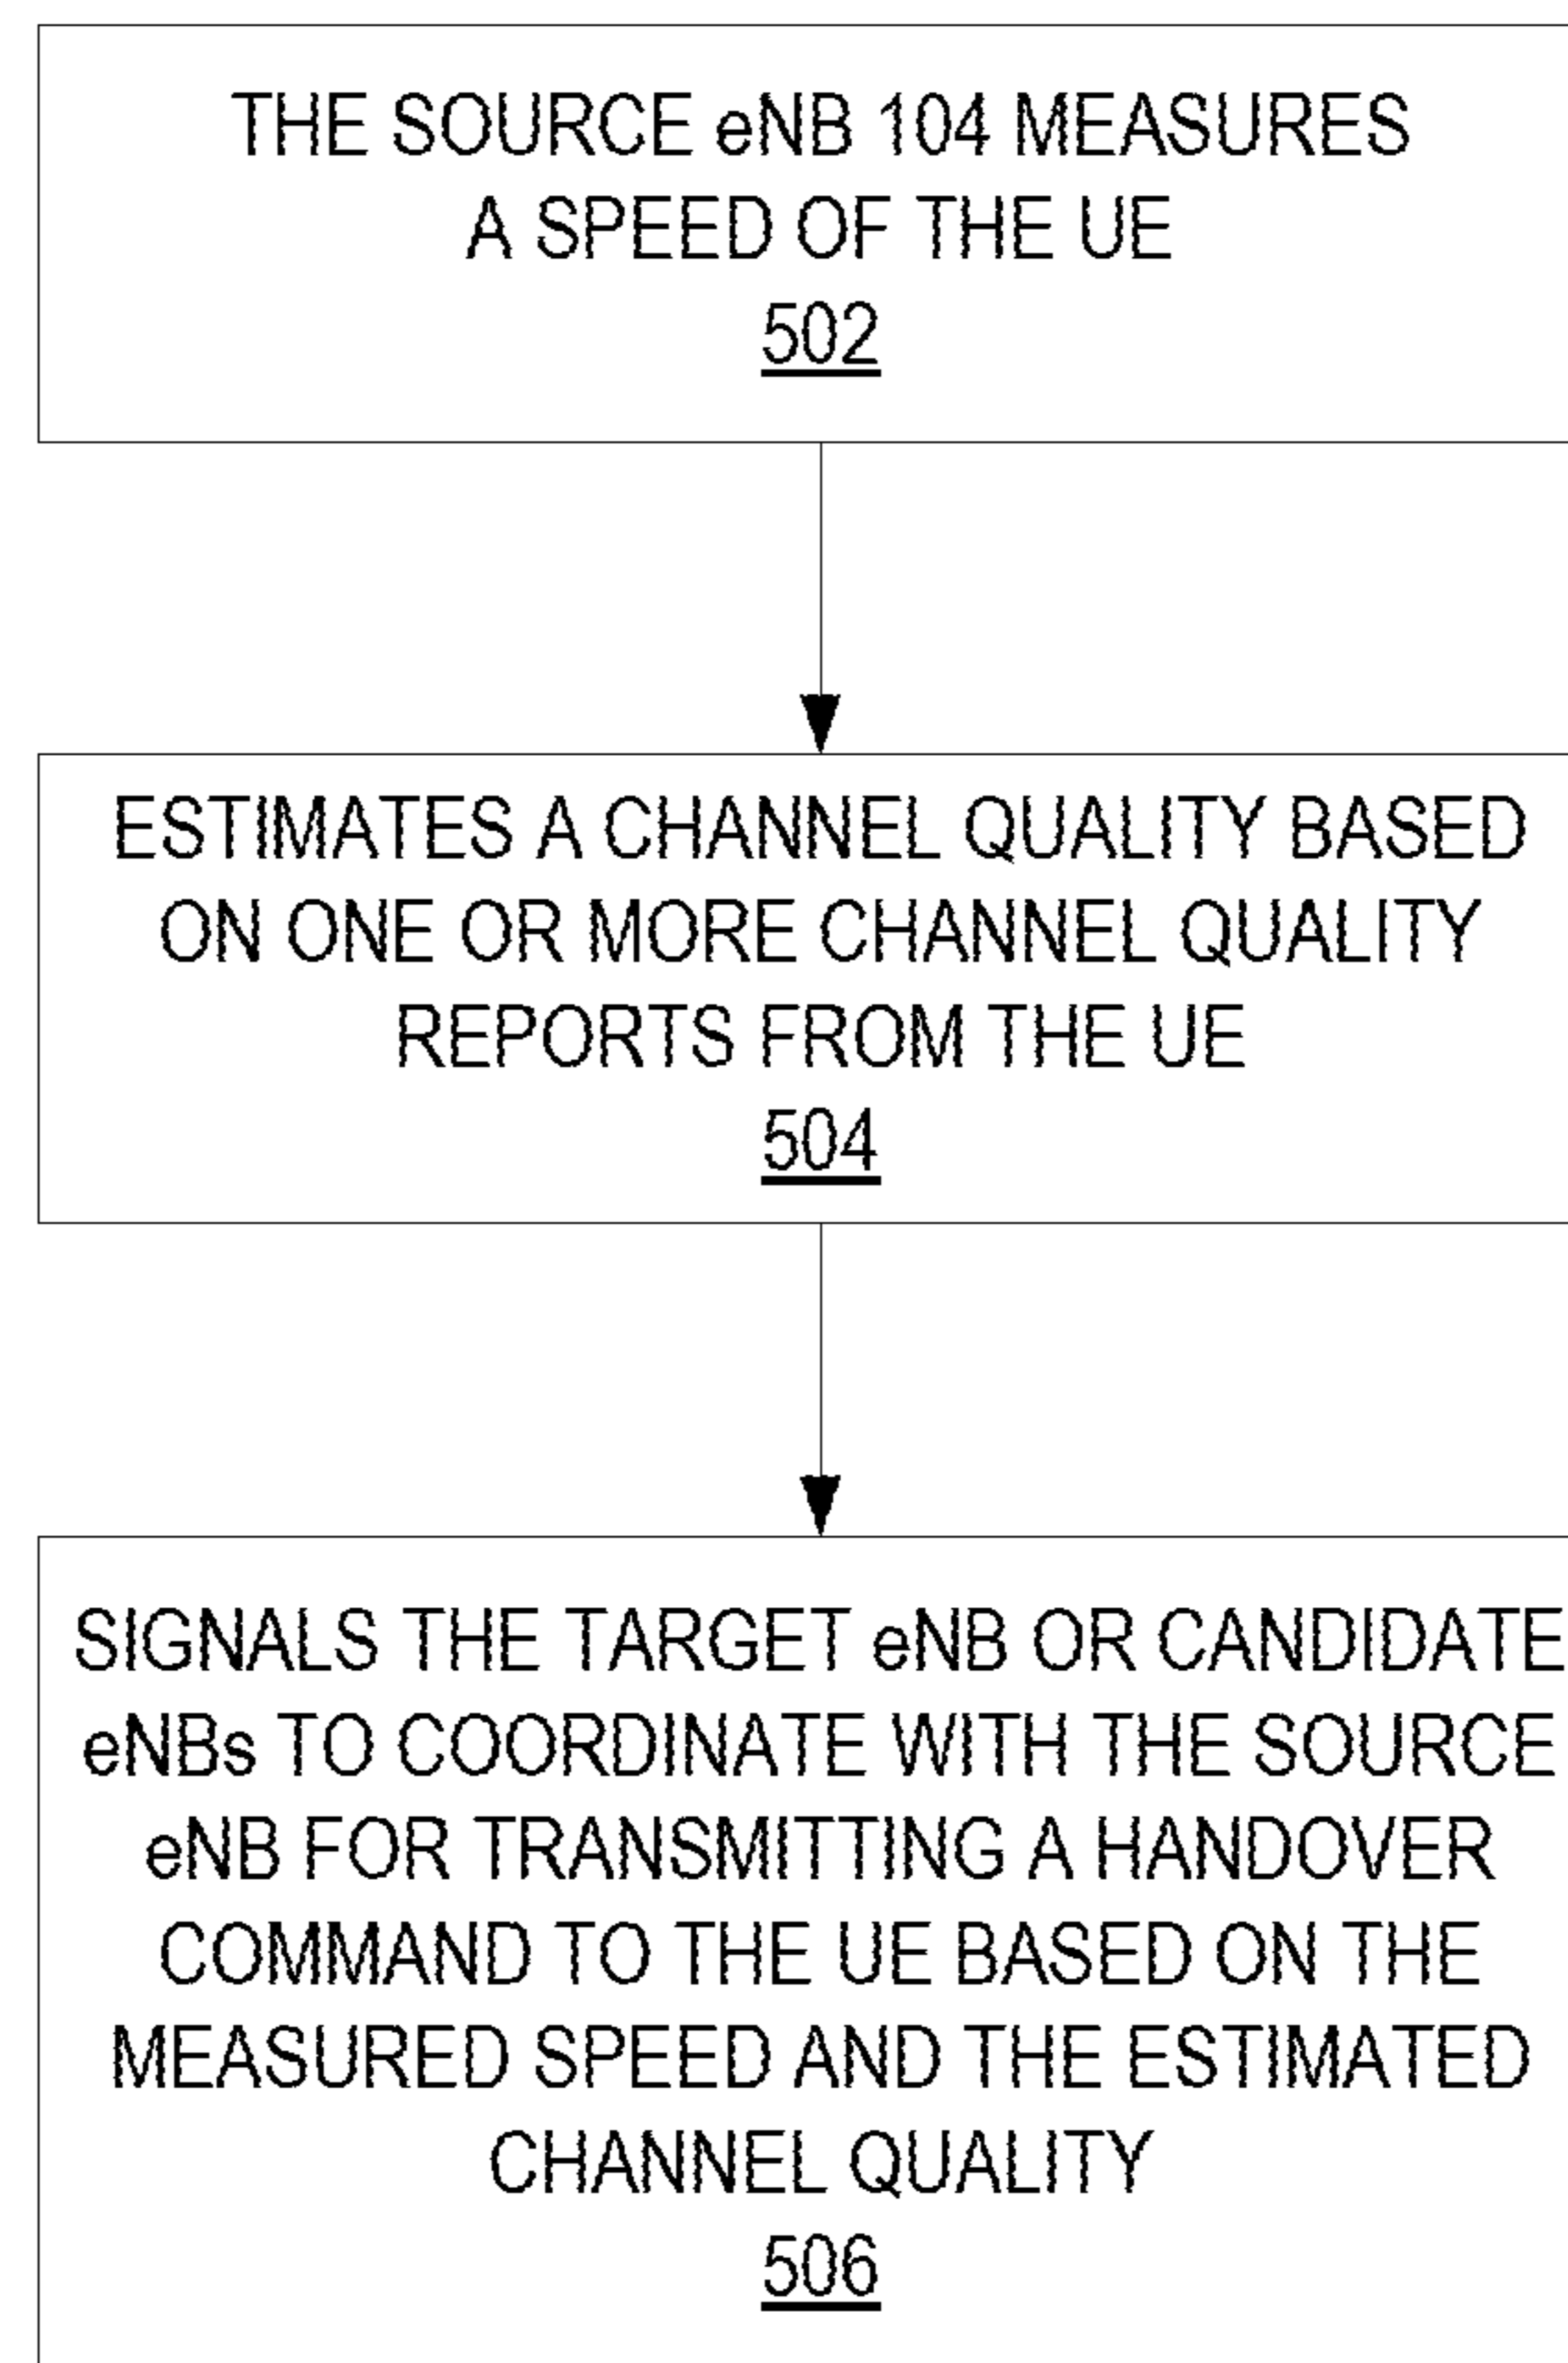 THE SOURCE eNB 104 MEASURES
A SPEED OF THE UE
502
ESTIMATES A CHANNEL QUALITY BASED
ON ONE OR MORE CHANNEL QUALITY
REPORTS FROM THE UE
504
SIGNALS THE TARGET eNB OR CANDIDATE
eNBs TO COORDINATE WITH THE SOURCE
eNB FOR TRANSMITTING A HANDOVER
COMMAND TO THE UE BASED ON THE
MEASURED SPEED AND THE ESTIMATED
CHANNEL QUALITY
506